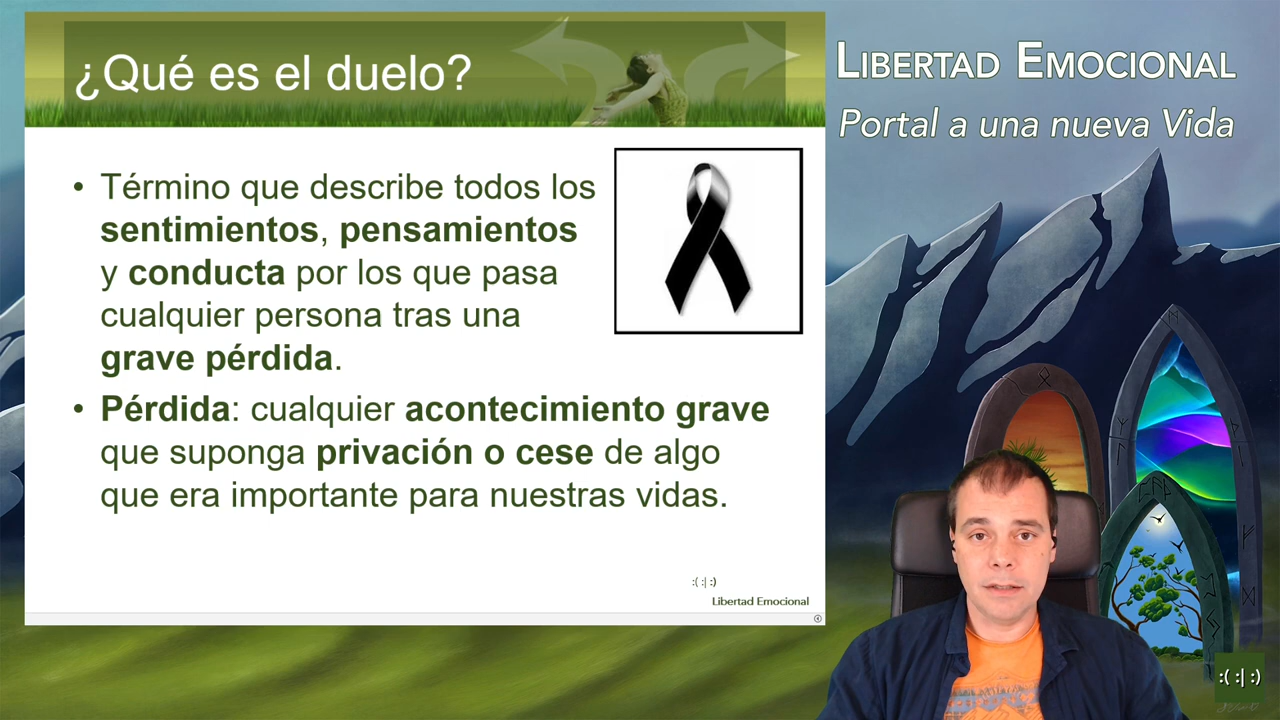 ¿Qué es el duelo?
• Término que describe todos los
sentimientos, pensamientos
y conducta por los que pasa
cualquier persona tras una
grave pérdida.
• Pérdida: cualquier acontecimiento grave
que suponga privación o cese de algo
que era importante para nuestras vidas.
:( :| :)
Libertad Emocional
LIBERTAD EMOCIONAL
Portal a una nueva Vida
:( :| :)